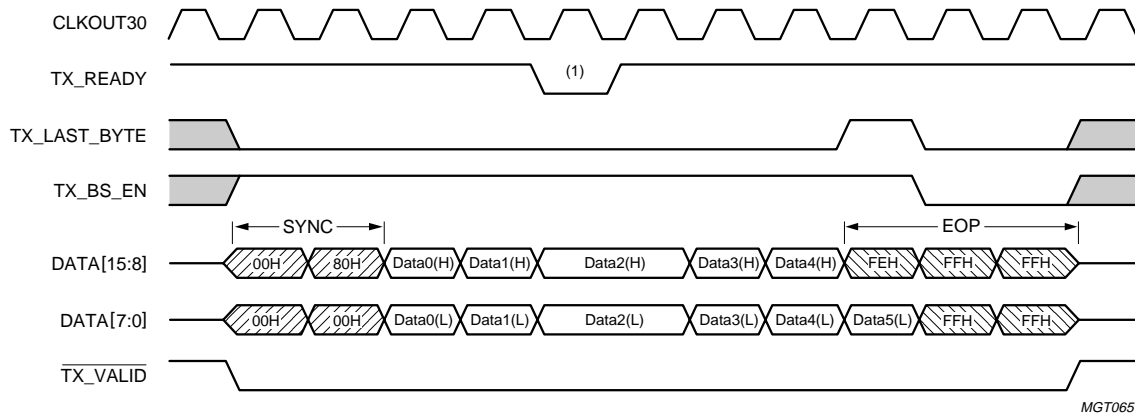 CLKOUT30
TX_READY (1)
TX_LAST_BYTE
TX_BS_EN
SYNC EOP
DATA[15:8] 00H 80H Data0(H) Data1(H) Data2(H) Data3(H) Data4(H) FEH FFH FFH
DATA[7:0] 00H 00H Data0(L) Data1(L) Data2(L) Data3(L) Data4(L) Data5(L) FFH FFH
TX_VALID
MGT065